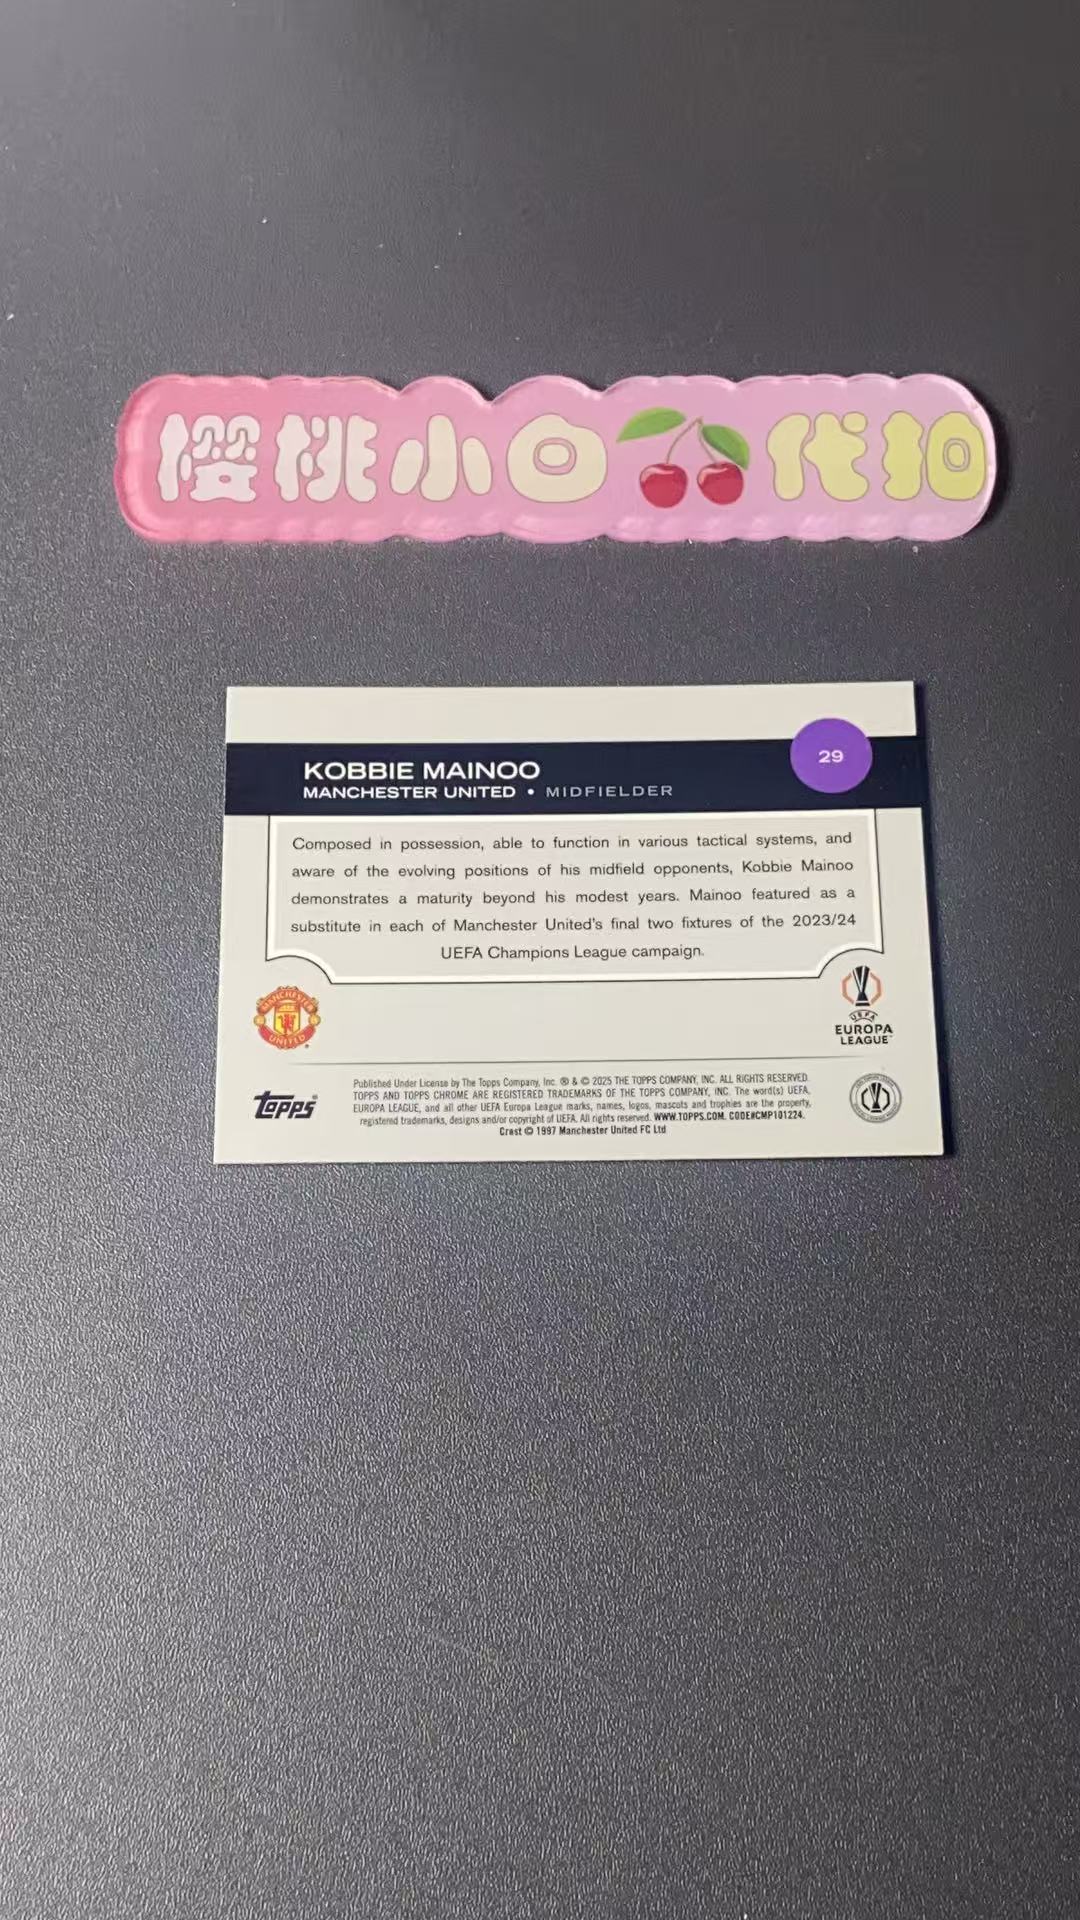 樱桃小口代扣
KOBBIE MAINOO
MANCHESTER UNITED • MIDFIELDER
29
Composed in possession, able to function in various tactical systems, and
aware of the evolving positions of his midfield opponents, Kobbie Mainoo
demonstrates a maturity beyond his modest years. Mainoo featured as a
substitute in each of Manchester United's final two fixtures of the 2023/24
UEFA Champions League campaign.
MANCHESTER
UNITED
UEFA
EUROPA
LEAGUE™
topps®
Published Under License by The Topps Company, Inc. ® & © 2025 THE TOPPS COMPANY, INC. ALL RIGHTS RESERVED.
TOPPS AND TOPPS CHROME ARE REGISTERED TRADEMARKS OF THE TOPPS COMPANY, INC. The word(s) UEFA,
EUROPA LEAGUE, and all other UEFA Europa League marks, names, logos, mascots and trophies are the property,
registered trademarks, designs and/or copyright of UEFA. All rights reserved. WWW.TOPPS.COM. CODE#CMP101224.
Crest © 1997 Manchester United FC Ltd